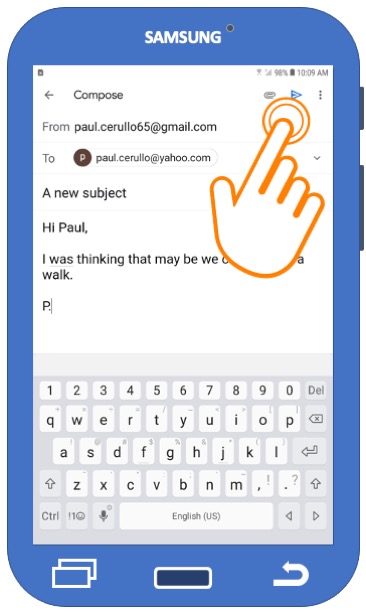 SAMSUNG
98% 10:09 AM
Compose
From paul.cerullo65@gmail.com
To P paul.cerullo@yahoo.com
A new subject
Hi Paul,
I was thinking that may be we a
walk.
P.
1 2 3 4 5 6 7 8 9 0 Del
q w e r t y u i o p
a s d f g h j k l
z x c v b n m , ! . ?
Ctrl !1☺ English (US)